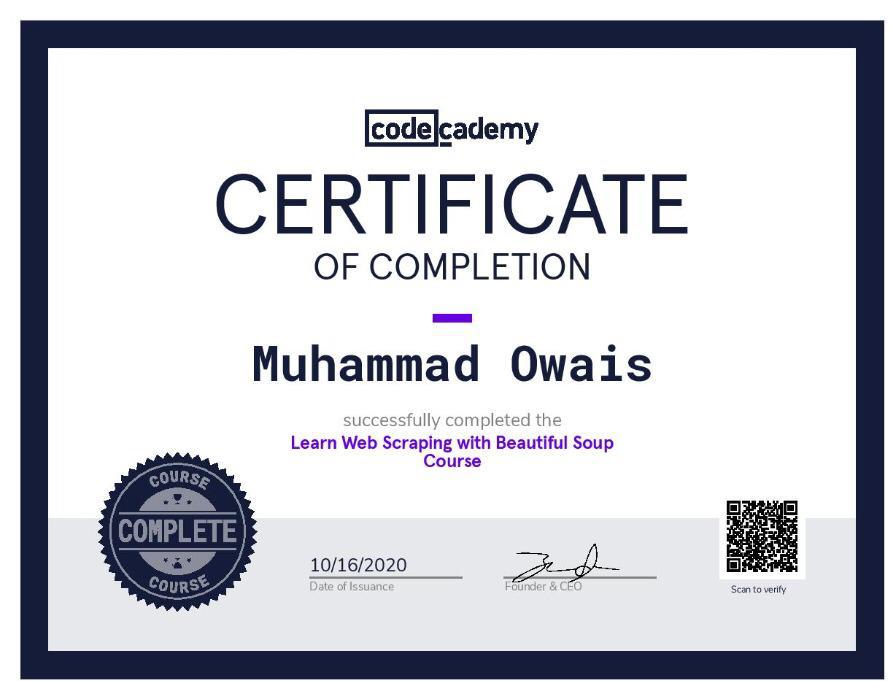 codecademy
CERTIFICATE
OF COMPLETION
Muhammad Owais
successfully completed the
Learn Web Scraping with Beautiful Soup
Course
COURSE
COMPLETE
COURSE
10/16/2020
Date of Issuance
Founder & CEO
Scan to verify